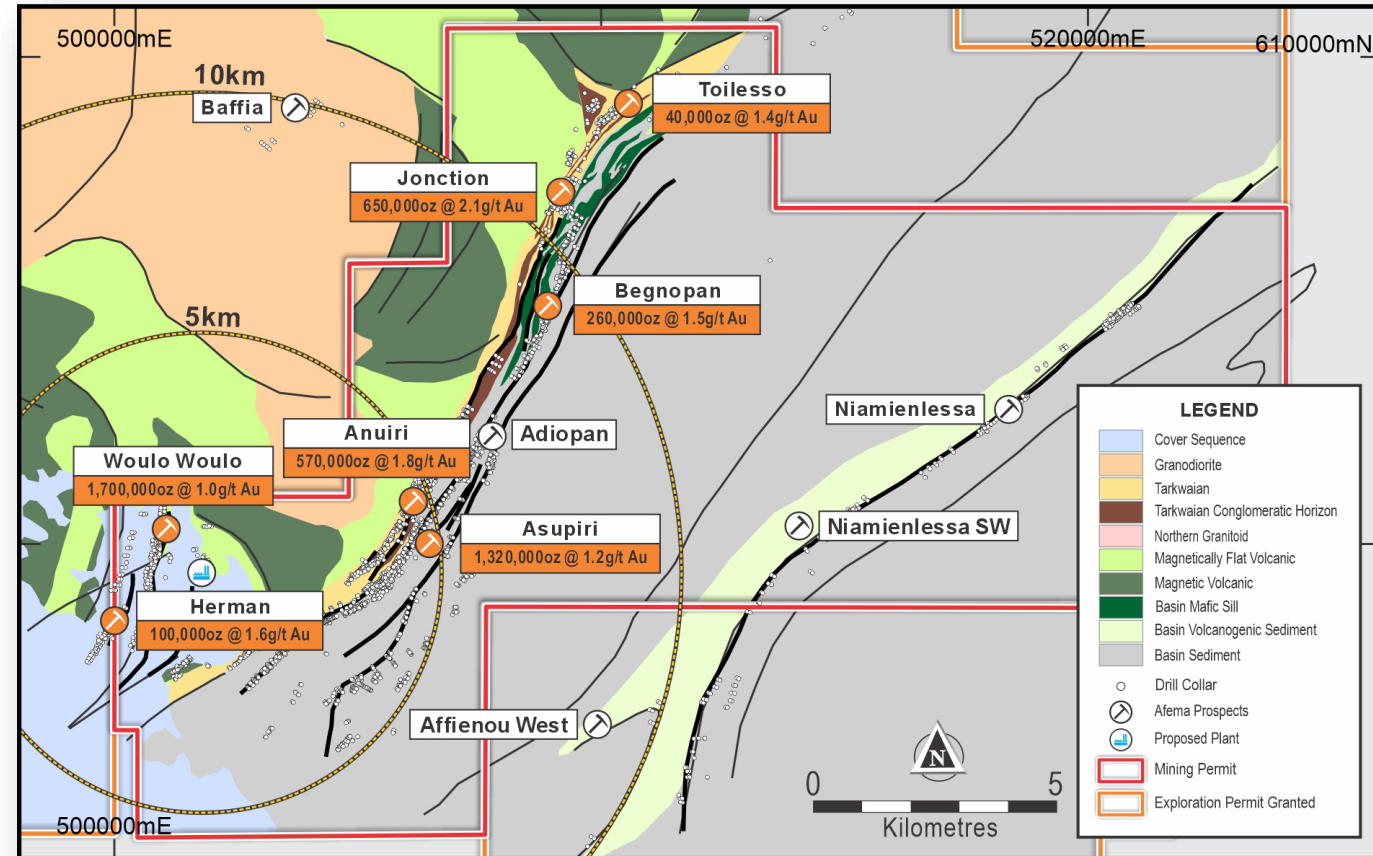 500000mE
520000mE
610000mN
10km
Baffia
Toilesso
40,000oz @ 1.4g/t Au
Jonction
650,000oz @ 2.1g/t Au
Begnopan
260,000oz @ 1.5g/t Au
5km
Niamienlessa
Anuiri
570,000oz @ 1.8g/t Au
Adiopan
Woulo Woulo
1,700,000oz @ 1.0g/t Au
Niamienlessa SW
Asupiri
1,320,000oz @ 1.2g/t Au
Herman
100,000oz @ 1.6g/t Au
Affienou West
N
0 5
Kilometres
500000mE
LEGEND
Cover Sequence
Granodiorite
Tarkwaian
Tarkwaian Conglomeratic Horizon
Northern Granitoid
Magnetically Flat Volcanic
Magnetic Volcanic
Basin Mafic Sill
Basin Volcanogenic Sediment
Basin Sediment
Drill Collar
Afema Prospects
Proposed Plant
Mining Permit
Exploration Permit Granted